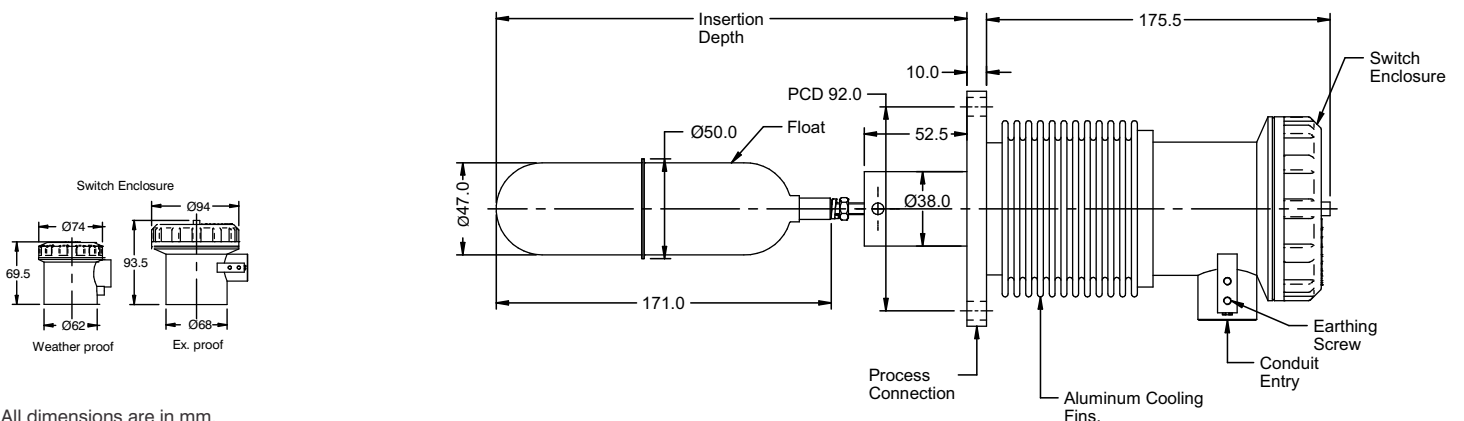 Switch Enclosure
Ø74
69.5
Ø62
Weather proof
Ø94
93.5
Ø68
Ex. proof
All dimensions are in mm
Insertion
Depth
175.5
10.0
PCD 92.0
52.5
Ø50.0
Float
Ø47.0
Ø38.0
171.0
Switch
Enclosure
Earthing
Screw
Conduit
Entry
Process
Connection
Aluminum Cooling
Fins.